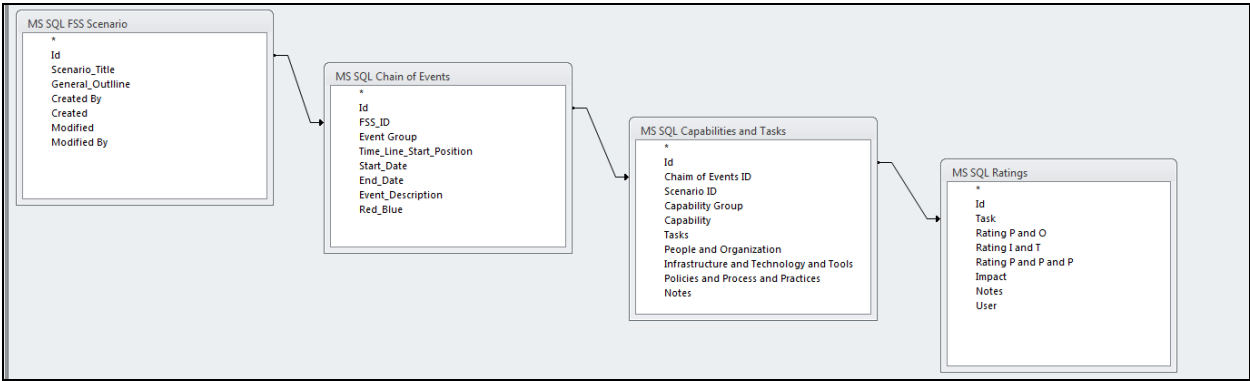 MS SQL FSS Scenario
*
Id
Scenario_Title
General_Outlline
Created By
Created
Modified
Modified By
MS SQL Chain of Events
*
Id
FSS_ID
Event Group
Time_Line_Start_Position
Start_Date
End_Date
Event_Description
Red_Blue
MS SQL Capabilities and Tasks
*
Id
Chaim of Events ID
Scenario ID
Capability Group
Capability
Tasks
People and Organization
Infrastructure and Technology and Tools
Policies and Process and Practices
Notes
MS SQL Ratings
*
Id
Task
Rating P and O
Rating I and T
Rating P and P and P
Impact
Notes
User